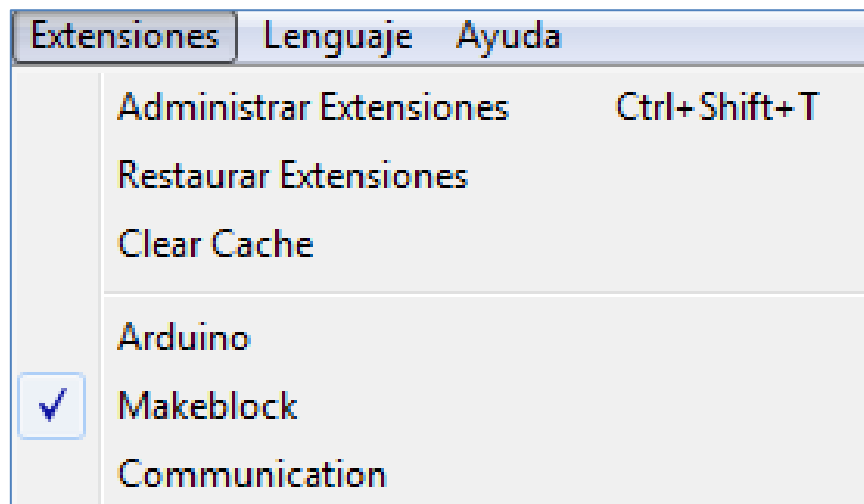 Extensiones Lenguaje Ayuda
Administrar Extensiones Ctrl+Shift+T
Restaurar Extensiones
Clear Cache
Arduino
Makeblock
Communication